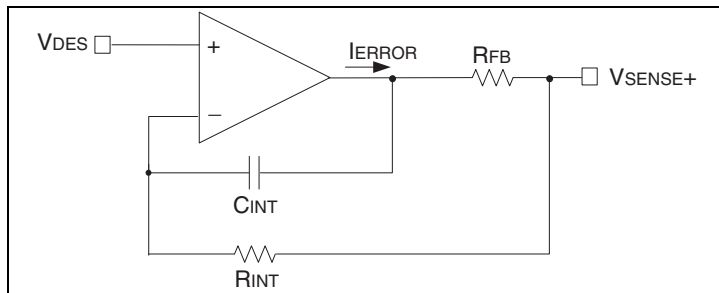 VDES
+
IERROR
RFB
VSENSE+
−
CINT
RINT